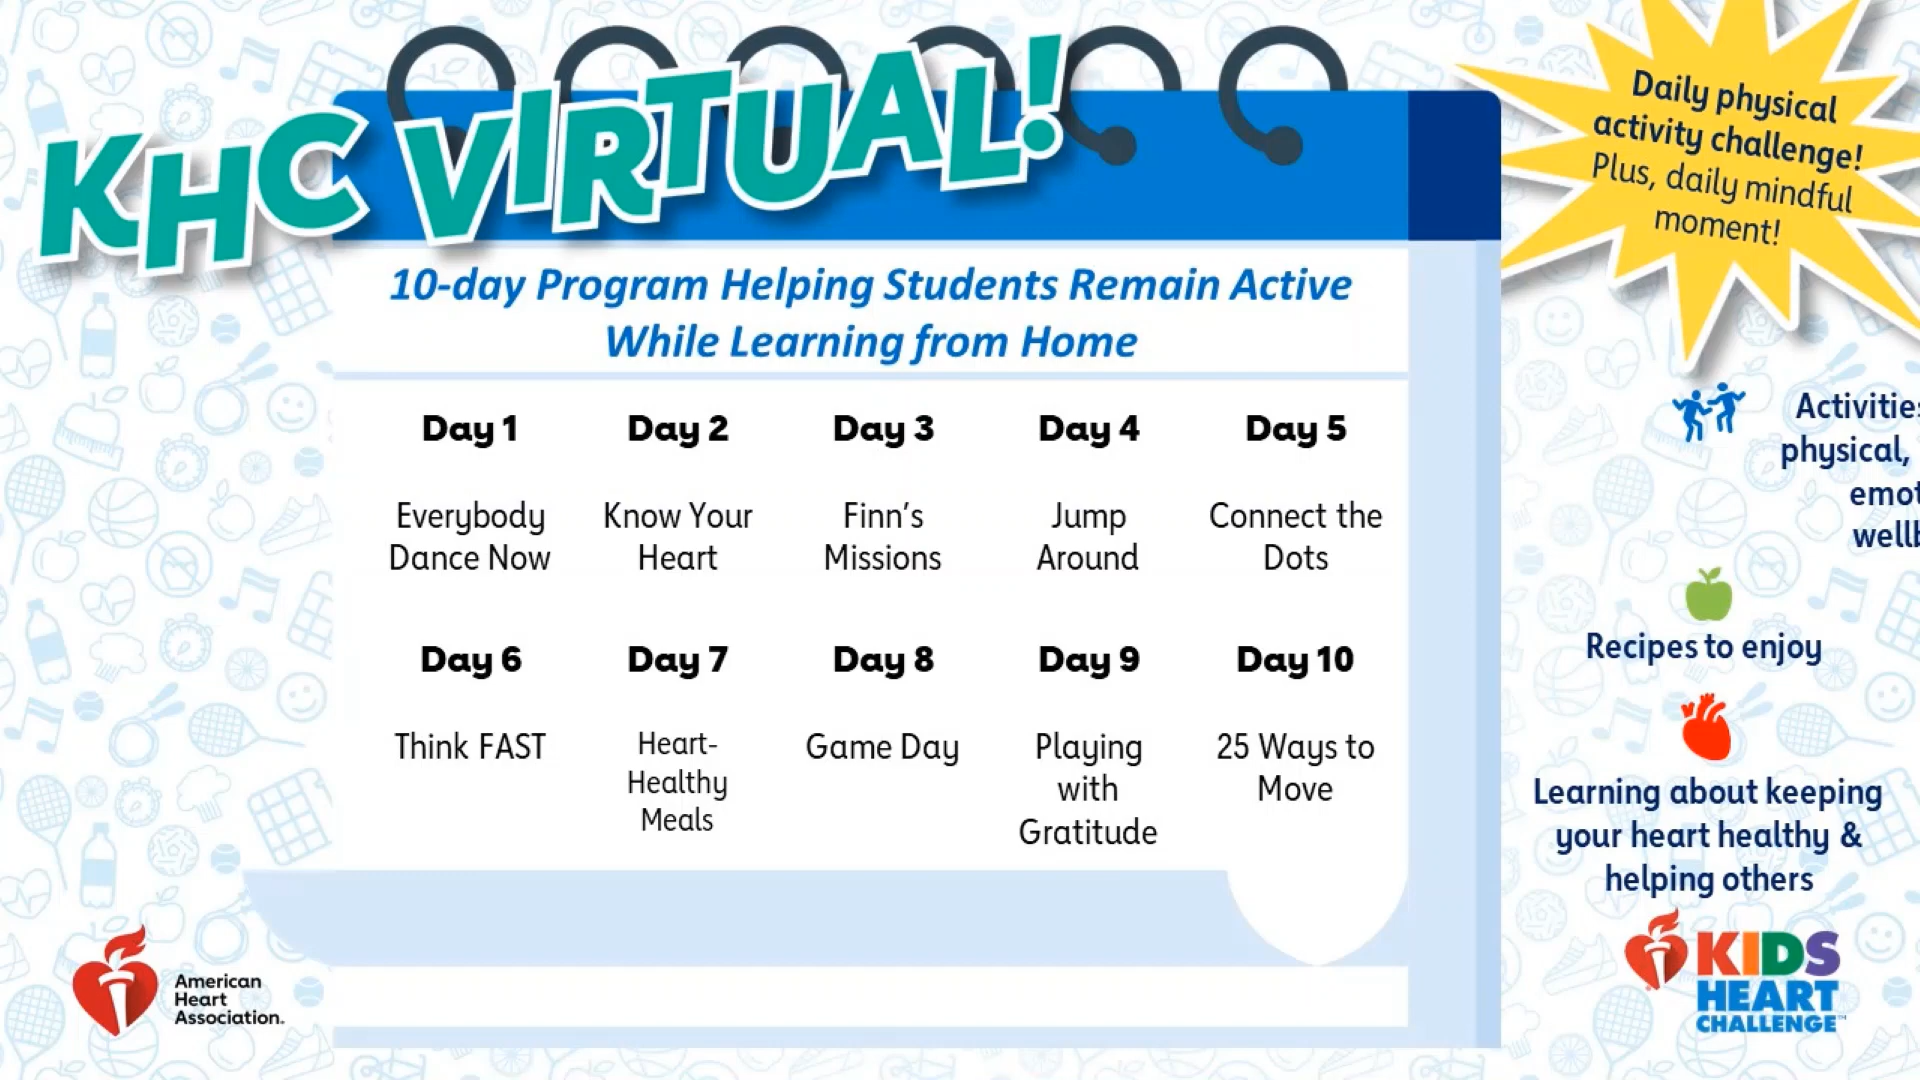 KHC VIRTUAL!
Daily physical
activity challenge!
Plus, daily mindful
moment!
10-day Program Helping Students Remain Active
While Learning from Home
Day 1 Day 2 Day 3 Day 4 Day 5
Everybody Know Your Finn's Jump Connect the
Dance Now Heart Missions Around Dots
Day 6 Day 7 Day 8 Day 9 Day 10
Think FAST Heart- Game Day Playing 25 Ways to
Healthy with Move
Meals Gratitude
physical,
Recipes to enjoy
Learning about keeping
your heart healthy &
helping others
American
Heart
Association.
KIDS
HEART
CHALLENGE™